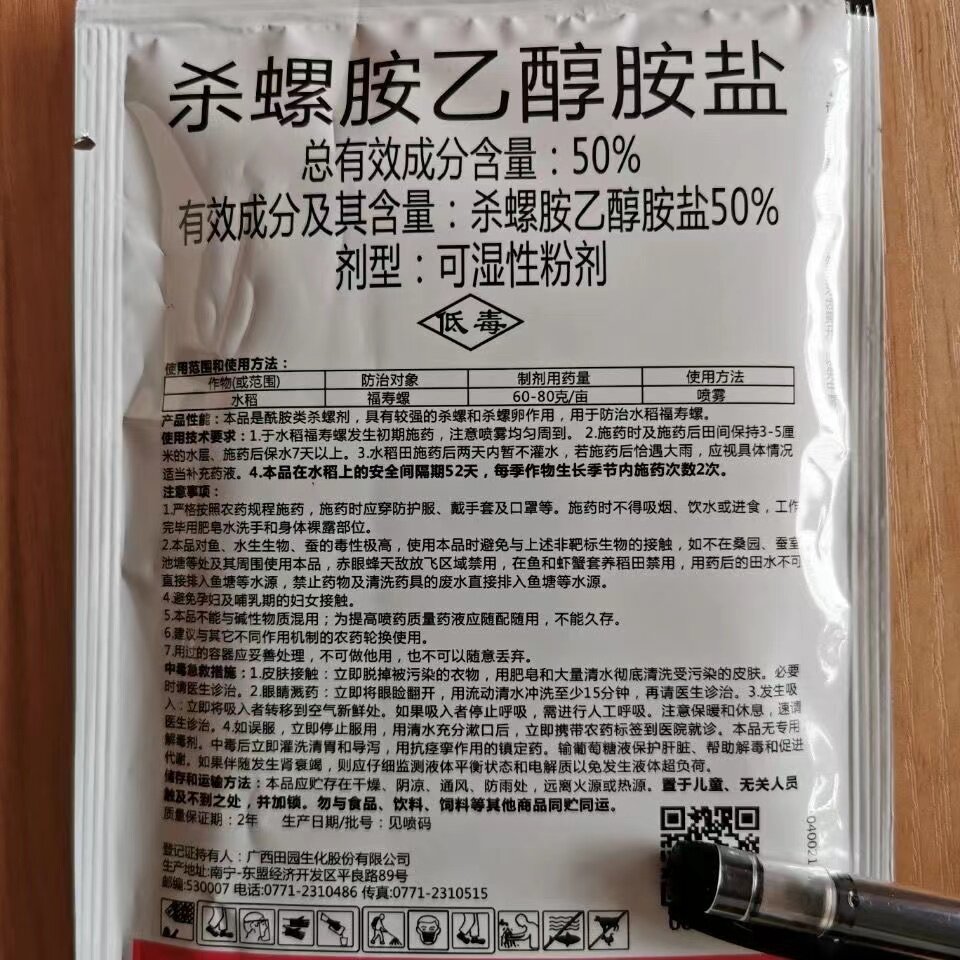 杀螺胺乙醇胺盐
总有效成分含量：50%
有效成分及其含量：杀螺胺乙醇胺盐50%
剂型：可湿性粉剂
低毒
使用范围和使用方法：
作物(或范围) 防治对象 制剂用药量 使用方法
水稻 福寿螺 60-80克/亩 喷雾
产品性能：本品是酰胺类杀螺剂，具有较强的杀螺和杀螺卵作用，用于防治水稻福寿螺。
使用技术要求：1.于水稻福寿螺发生初期施药，注意喷雾均匀周到。 2.施药时及施药后田间保持3-5厘
米的水层、施药后保水7天以上。3.水稻田施药后两天内暂不灌水，若施药后恰遇大雨，应视具体情况
适当补充药液。4.本品在水稻上的安全间隔期52天，每季作物生长季节内施药次数2次。
注意事项：
1.严格按照农药规程施药，施药时应穿防护服、戴手套及口罩等。施药时不得吸烟、饮水或进食，工作
完毕用肥皂水洗手和身体裸露部位。
2.本品对鱼、水生生物、蚕的毒性极高，使用本品时避免与上述非靶标生物的接触，如不在桑园、蚕室
池塘等处及其周围使用本品，赤眼蜂天敌放飞区域禁用，在鱼和虾蟹套养稻田禁用，用药后的田水不可
直接排入鱼塘等水源，禁止药物及清洗药具的废水直接排入鱼塘等水源。
4.避免孕妇及哺乳期的妇女接触。
5.本品不能与碱性物质混用；为提高喷药质量药液应随配随用，不能久存。
6.建议与其它不同作用机制的农药轮换使用。
7.用过的容器应妥善处理，不可做他用，也不可以随意丢弃。
中毒急救措施：1.皮肤接触：立即脱掉被污染的衣物，用肥皂和大量清水彻底清洗受污染的皮肤。必要
时请医生诊治。2.眼睛溅药：立即将眼睑翻开，用流动清水冲洗至少15分钟，再请医生诊治。3.发生吸
入：立即将吸入者转移到空气新鲜处。如果吸入者停止呼吸，需进行人工呼吸。注意保暖和休息，速请
医生诊治。4.如误服，立即停止服用，用清水充分漱口后，立即携带农药标签到医院就诊。本品无专用
解毒剂。中毒后立即灌洗清胃和导泻，用抗痉挛作用的镇定药。输葡萄糖液保护肝脏、帮助解毒和促进
代谢。如果伴随发生肾衰竭，则应仔细监测液体平衡状态和电解质以免发生液体超负荷。
储存和运输方法：本品应贮存在干燥、阴凉、通风、防雨处，远离火源或热源。置于儿童、无关人员
触及不到之处，并加锁。勿与食品、饮料、饲料等其他商品同贮同运。
质量保证期：2年 生产日期/批号：见喷码
登记证持有人：广西田园生化股份有限公司
生产地址:南宁-东盟经济开发区平良路89号
邮编:530007 电话:0771-2310486 传真:0771-2310515